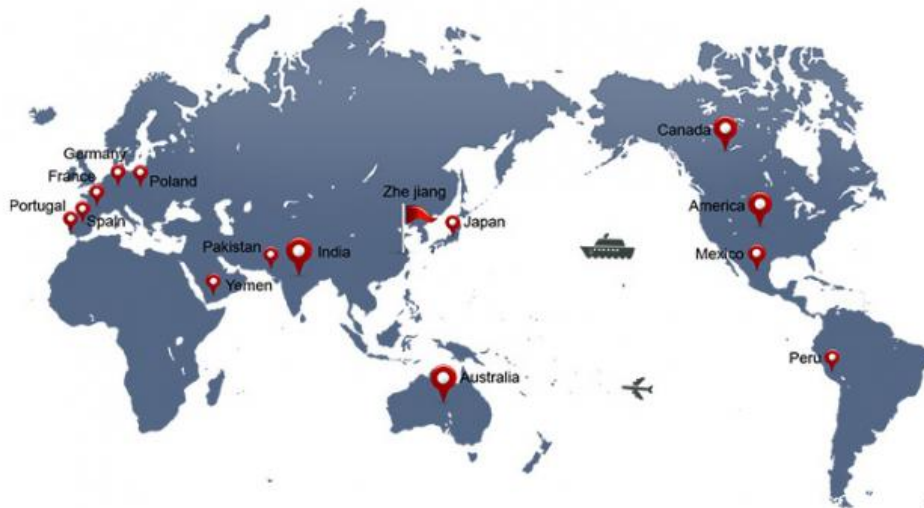 Canada
Germany
France
Poland
Zhe jiang
Portugal
Spain
America
Japan
Pakistan
India
Mexico
Yemen
Peru
Australia